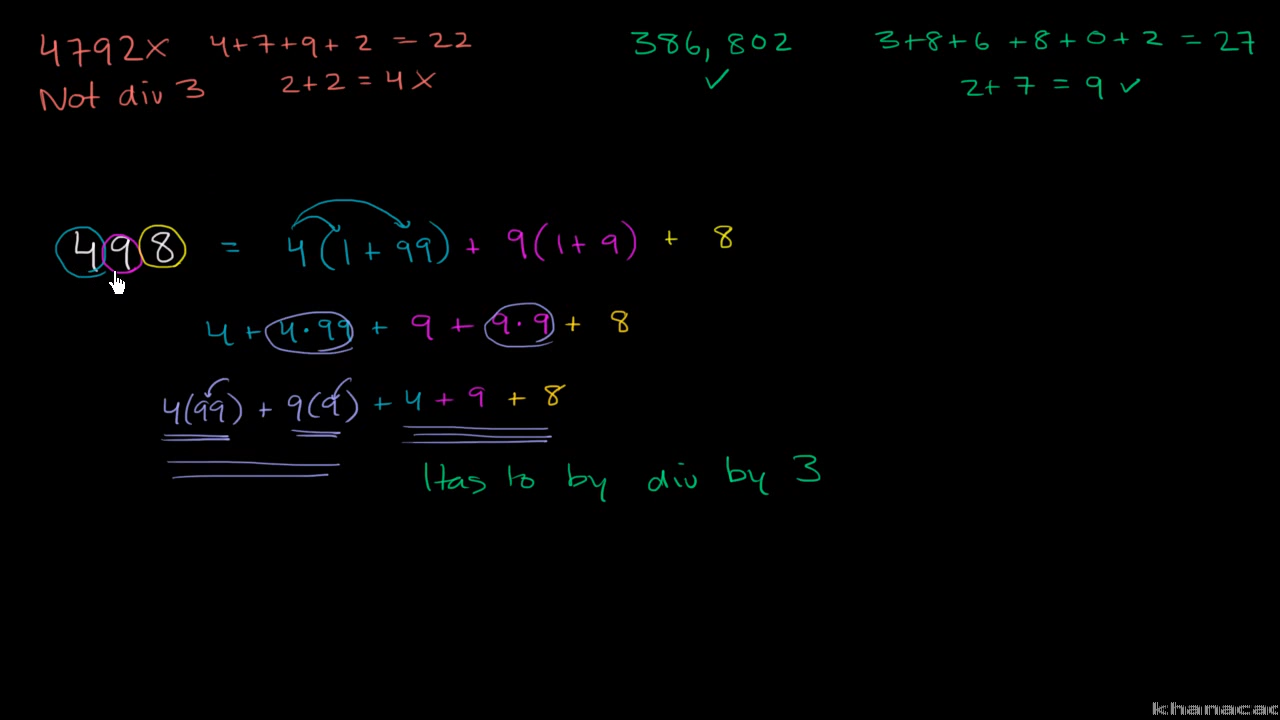 4792x 4+7+9+2 = 22 386, 802 3+8+6 +8+0+2 = 27
Not div 3 2+2 = 4 x ✓ 2+7 = 9 ✓
498 = 4(1+99) + 9(1+9) + 8
4 + 4·99 + 9 + 9·9 + 8
4(99) + 9(9) + 4 + 9 + 8
Has to by div by 3
khanacad